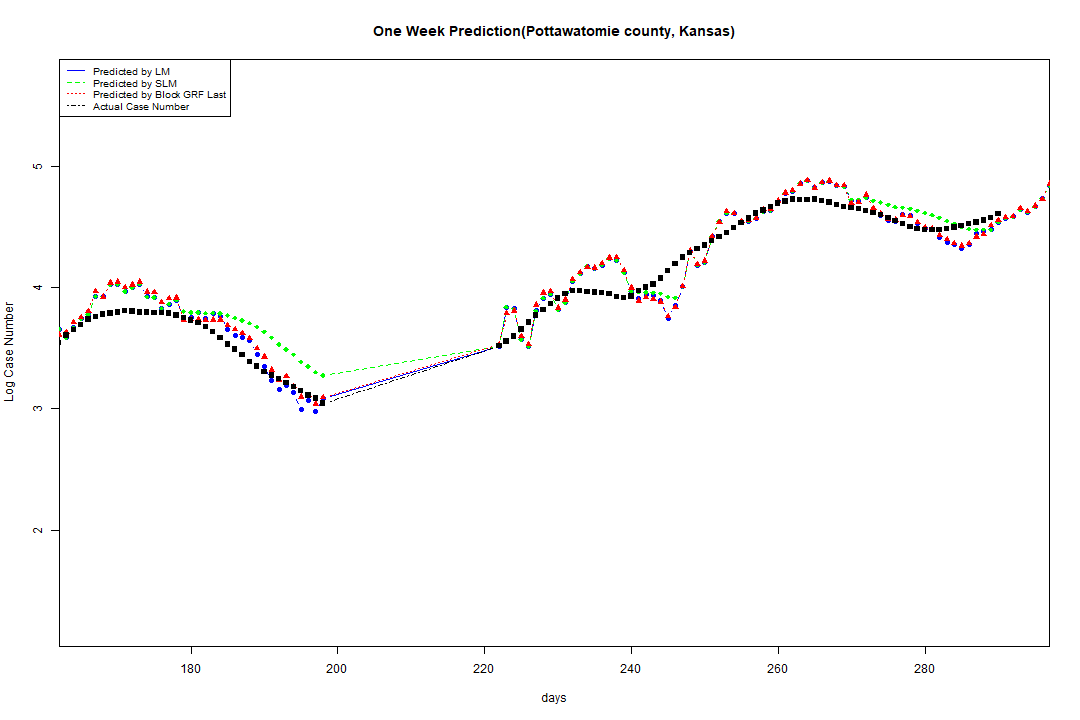 One Week Prediction(Pottawatomie county, Kansas)
Predicted by LM
Predicted by SLM
Predicted by Block GRF Last
Actual Case Number
5
4
3
2
Log Case Number
180 200 220 240 260 280
days